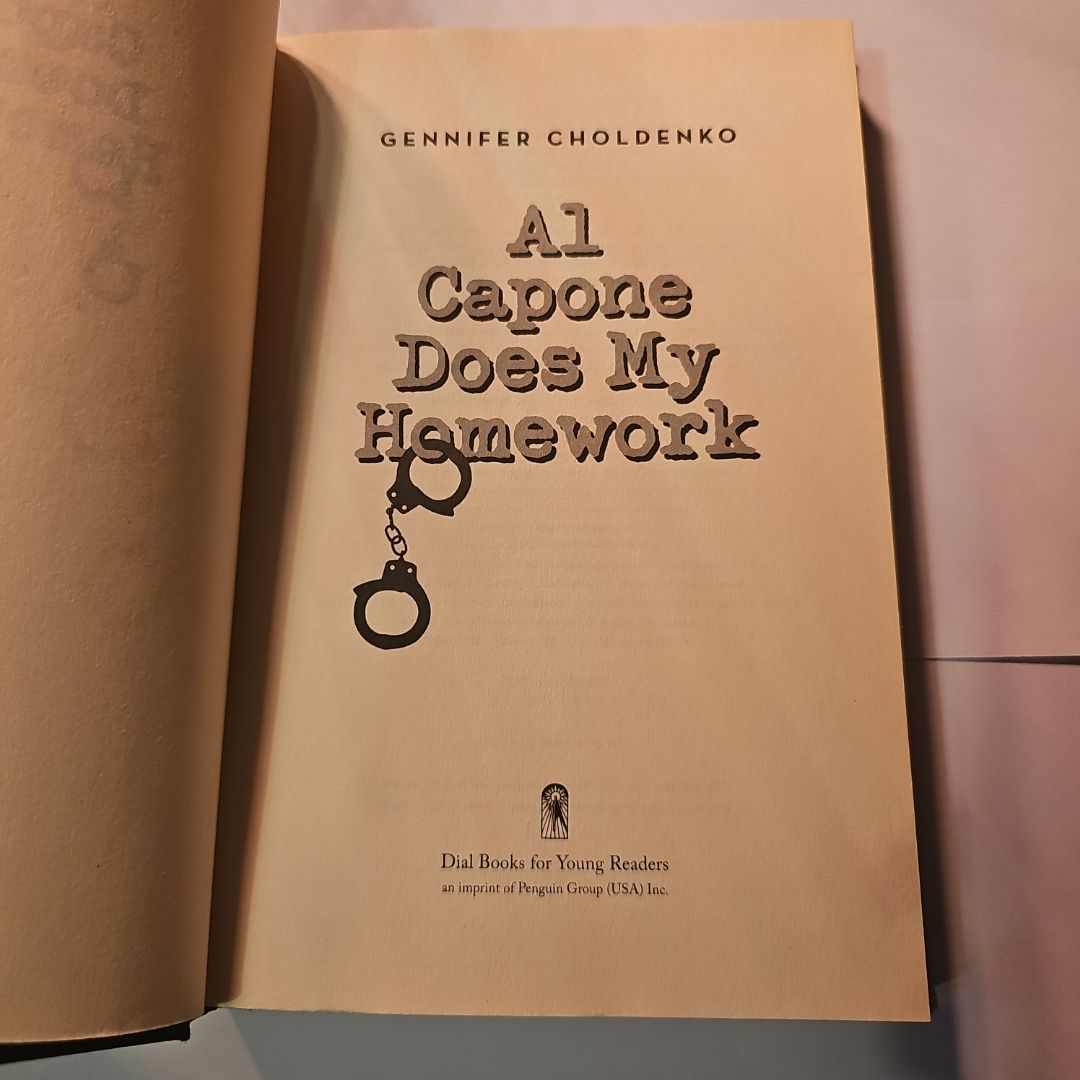 GENNIFER CHOLDENKO
Al
Capone
Does My
Homework
Dial Books for Young Readers
an imprint of Penguin Group (USA) Inc.